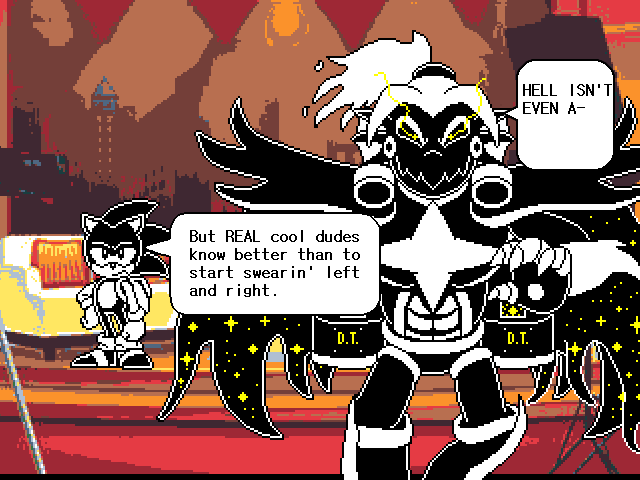 HELL ISN'T
EVEN A-
But REAL cool dudes
know better than to
start swearin' left
and right.
D.T.
D.T.